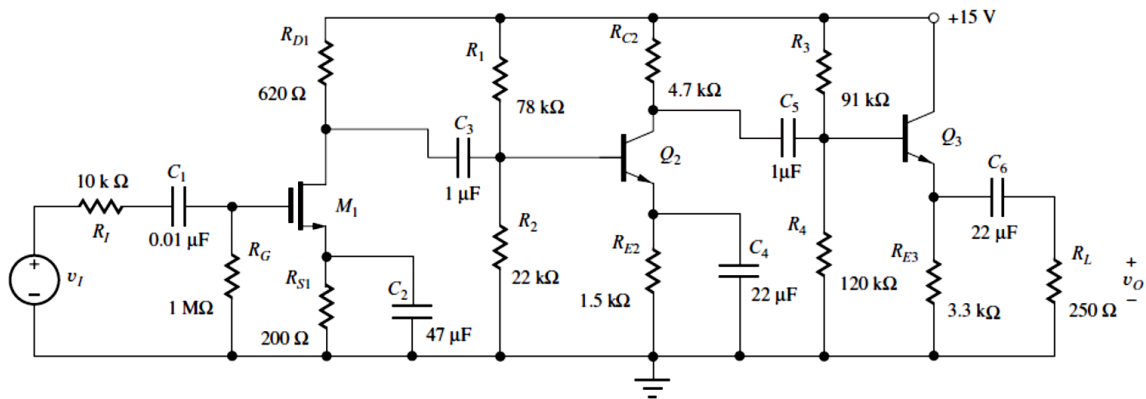 +15 V
R_D1
620 Ω
R_1
78 kΩ
R_C2
4.7 kΩ
R_3
91 kΩ
C_3
1 µF
Q_2
C_5
1µF
Q_3
10 k Ω
R_I
C_1
0.01 µF
M_1
R_G
1 MΩ
R_S1
200 Ω
C_2
47 µF
R_2
22 kΩ
R_E2
1.5 kΩ
C_4
22 µF
R_4
120 kΩ
C_6
22 µF
R_E3
3.3 kΩ
R_L
250 Ω
+
v_O
−
+
v_I
−